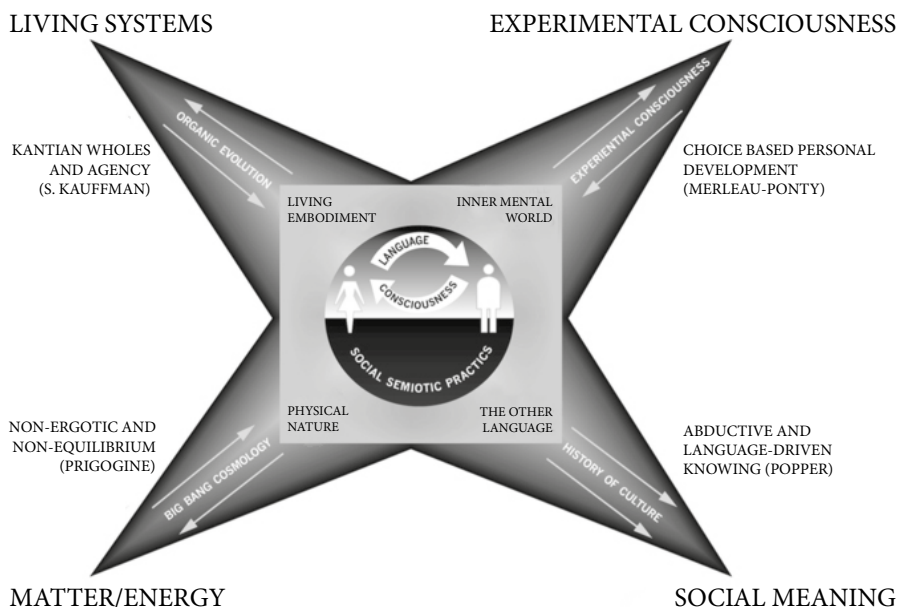 LIVING SYSTEMS
EXPERIMENTAL CONSCIOUSNESS
ORGANIC EVOLUTION
EXPERIENTIAL CONSCIOUSNESS
KANTIAN WHOLES
AND AGENCY
(S. KAUFFMAN)
CHOICE BASED PERSONAL
DEVELOPMENT
(MERLEAU-PONTY)
LIVING
EMBODIMENT
INNER MENTAL
WORLD
LANGUAGE
CONSCIOUSNESS
SOCIAL SEMIOTIC PRACTICS
PHYSICAL
NATURE
THE OTHER
LANGUAGE
NON-ERGOTIC AND
NON-EQUILIBRIUM
(PRIGOGINE)
ABDUCTIVE AND
LANGUAGE-DRIVEN
KNOWING (POPPER)
BIG BANG COSMOLOGY
HISTORY OF CULTURE
MATTER/ENERGY
SOCIAL MEANING